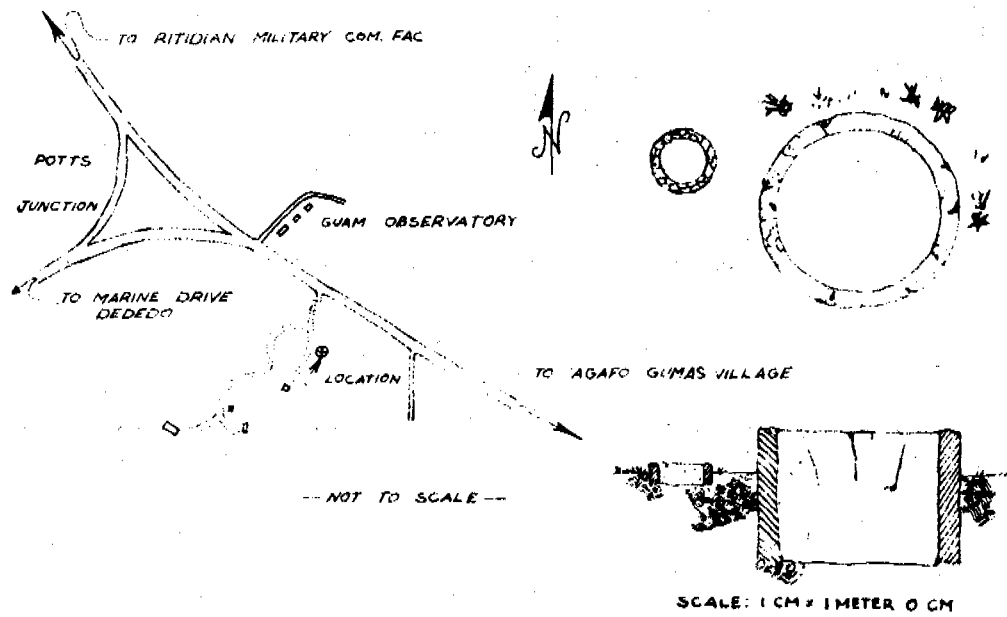 TO RITIDIAN MILITARY COM. FAC
N
POTTS
JUNCTION
GUAM OBSERVATORY
TO MARINE DRIVE
DEDEDO
LOCATION
TO AGAFO GUMAS VILLAGE
-- NOT TO SCALE --
SCALE: 1 CM = 1 METER 0 CM